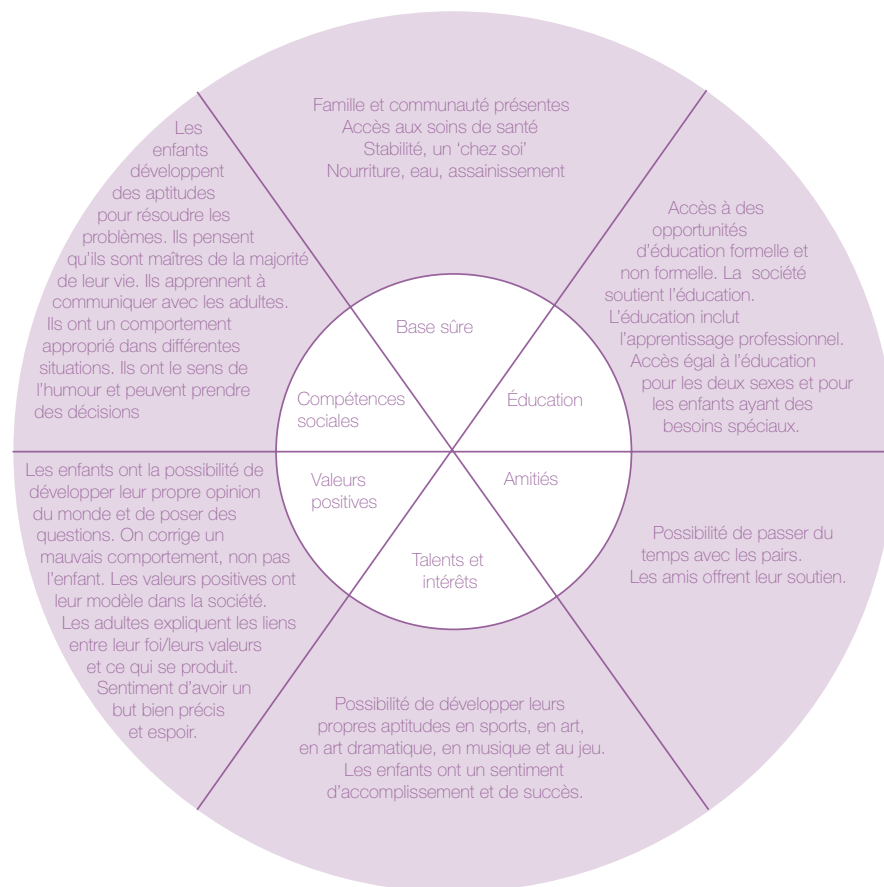 Famille et communauté présentes
Accès aux soins de santé
Stabilité, un ‘chez soi’
Nourriture, eau, assainissement
Base sûre
Accès à des
opportunités
d’éducation formelle et
non formelle. La société
soutient l’éducation.
L’éducation inclut
l’apprentissage professionnel.
Accès égal à l’éducation
pour les deux sexes et pour
les enfants ayant des
besoins spéciaux.
Éducation
Possibilité de passer du
temps avec les pairs.
Les amis offrent leur soutien.
Amitiés
Possibilité de développer leurs
propres aptitudes en sports, en art,
en art dramatique, en musique et au jeu.
Les enfants ont un sentiment
d’accomplissement et de succès.
Talents et
intérêts
Les enfants ont la possibilité de
développer leur propre opinion
du monde et de poser des
questions. On corrige un
mauvais comportement, non pas
l’enfant. Les valeurs positives ont
leur modèle dans la société.
Les adultes expliquent les liens
entre leur foi/leurs valeurs
et ce qui se produit.
Sentiment d’avoir un
but bien précis
et espoir.
Valeurs
positives
Les
enfants
développent
des aptitudes
pour résoudre les
problèmes. Ils pensent
qu’ils sont maîtres de la majorité
de leur vie. Ils apprennent à
communiquer avec les adultes.
Ils ont un comportement
approprié dans différentes
situations. Ils ont le sens de
l’humour et peuvent prendre
des décisions
Compétences
sociales